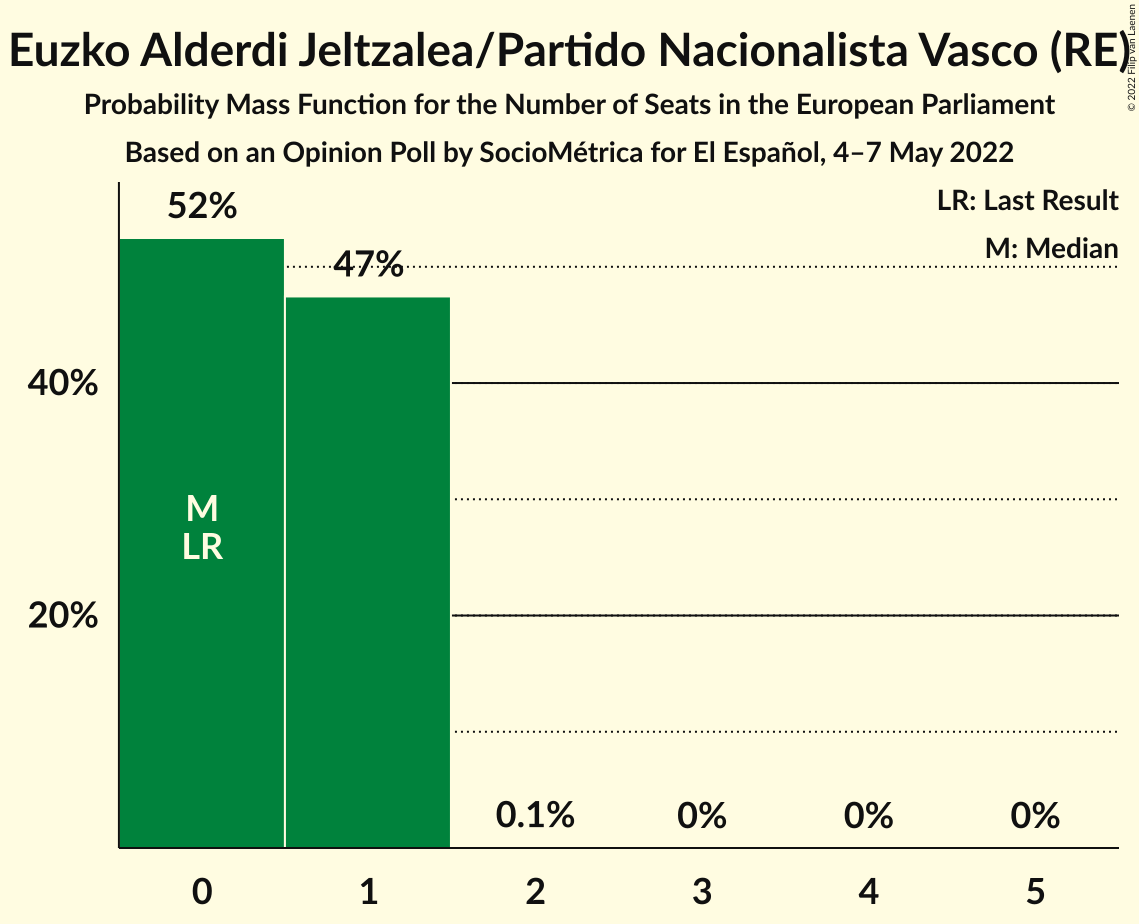 Euzko Alderdi Jeltzalea/Partido Nacionalista Vasco (RE)
© 2022 Filip van Laenen
Probability Mass Function for the Number of Seats in the European Parliament
Based on an Opinion Poll by SocioMétrica for El Español, 4–7 May 2022
LR: Last Result
M: Median
52%
47%
40%
20%
M
LR
0.1%
0%
0%
0%
0
1
2
3
4
5